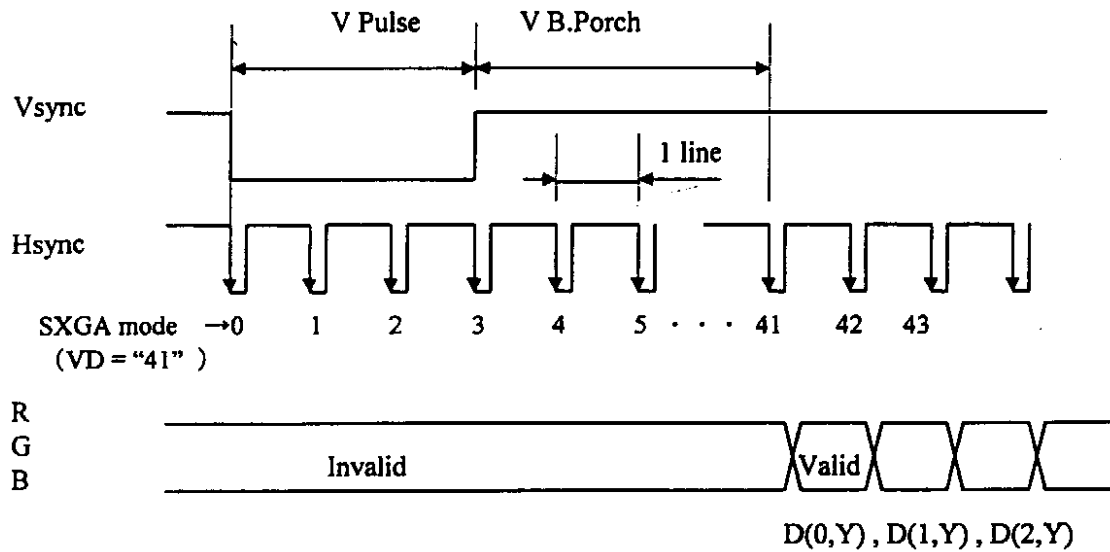 V Pulse V B.Porch
Vsync
1 line
Hsync
SXGA mode →0 1 2 3 4 5 · · · · 41 42 43
(VD = “41” )
R
G
B
Invalid Valid
D(0,Y) , D(1,Y) , D(2,Y)